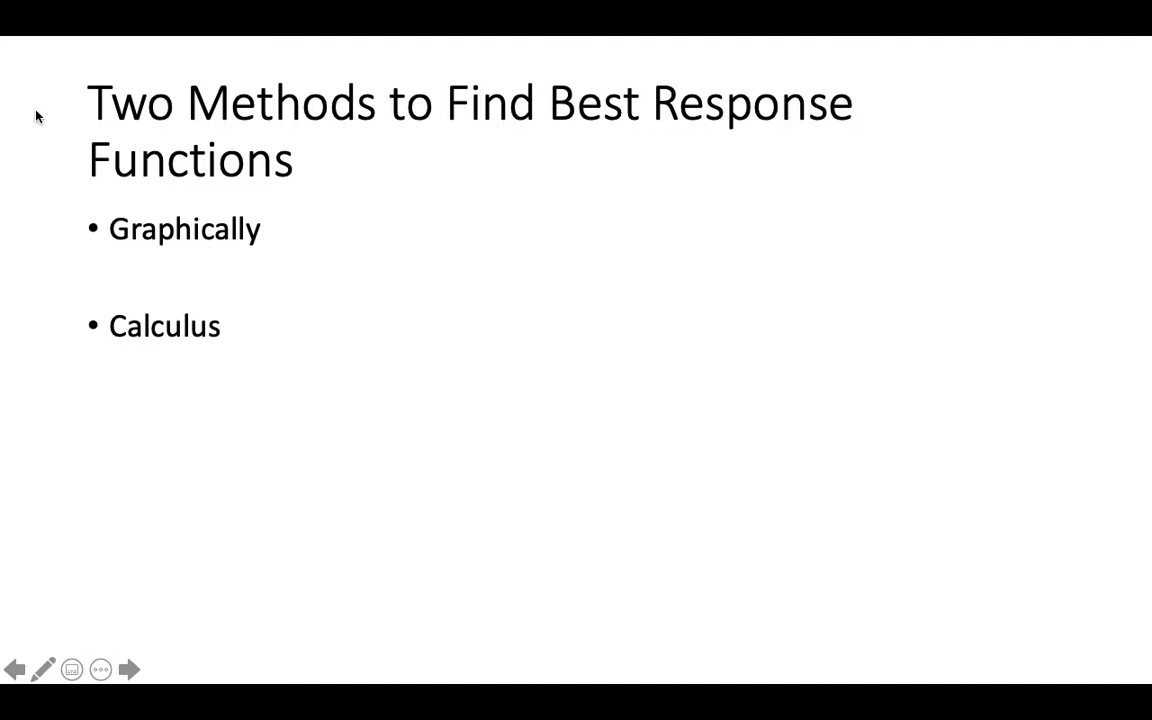 Two Methods to Find Best Response
Functions
• Graphically
• Calculus